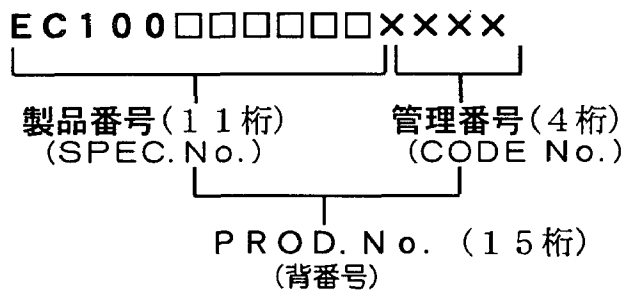 EC100□□□□□□××××
製品番号(11桁) 管理番号(4桁)
(SPEC.No.) (CODE No.)
PROD.No. (15桁)
(背番号)